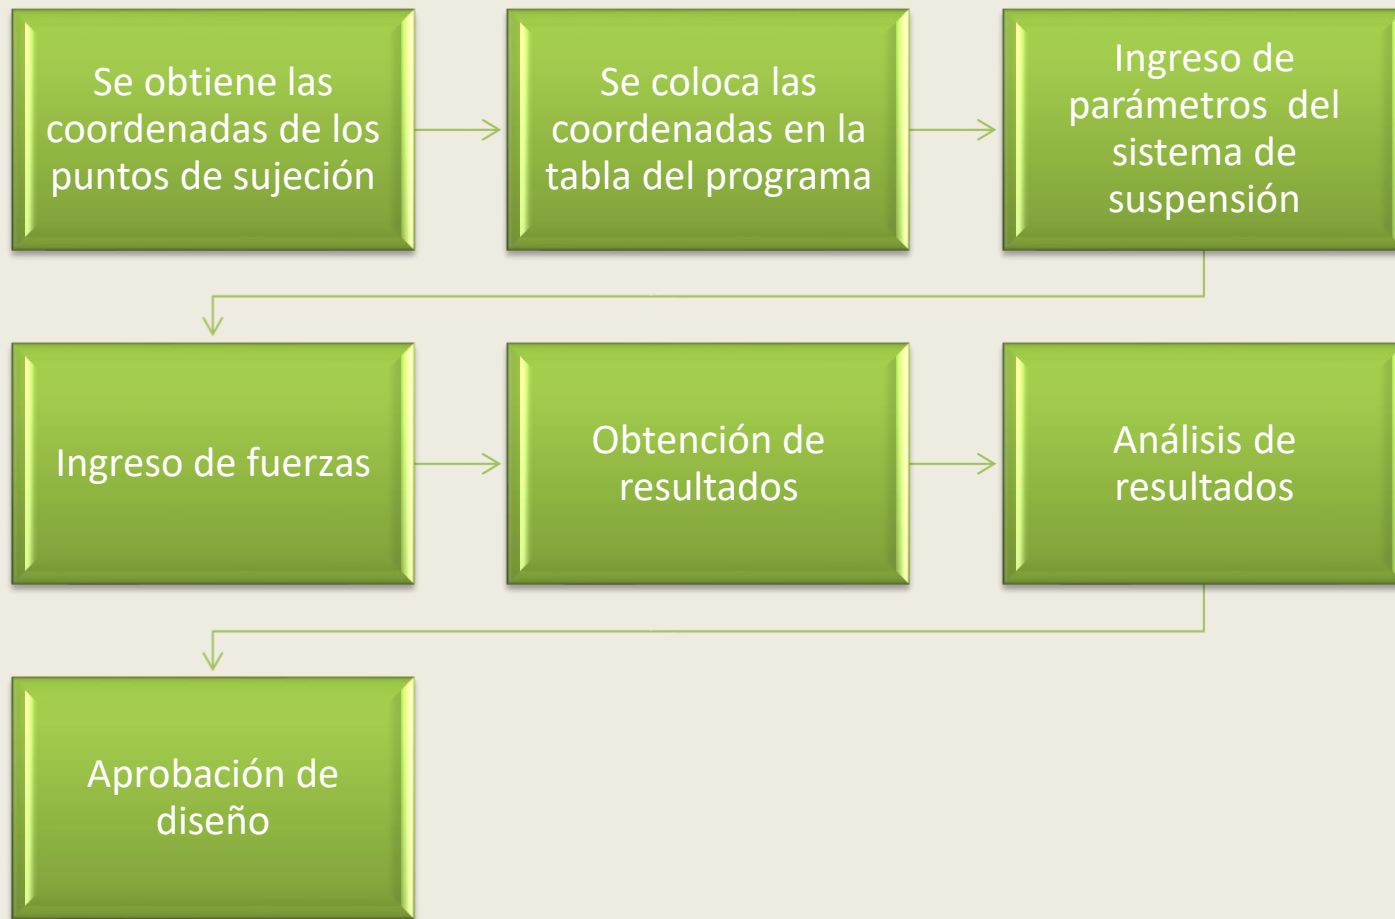 Se obtiene las
coordenadas de los
puntos de sujeción
Se coloca las
coordenadas en la
tabla del programa
Ingreso de
parámetros  del
sistema de
suspensión
Ingreso de fuerzas
Obtención de
resultados
Análisis de
resultados
Aprobación de
diseño